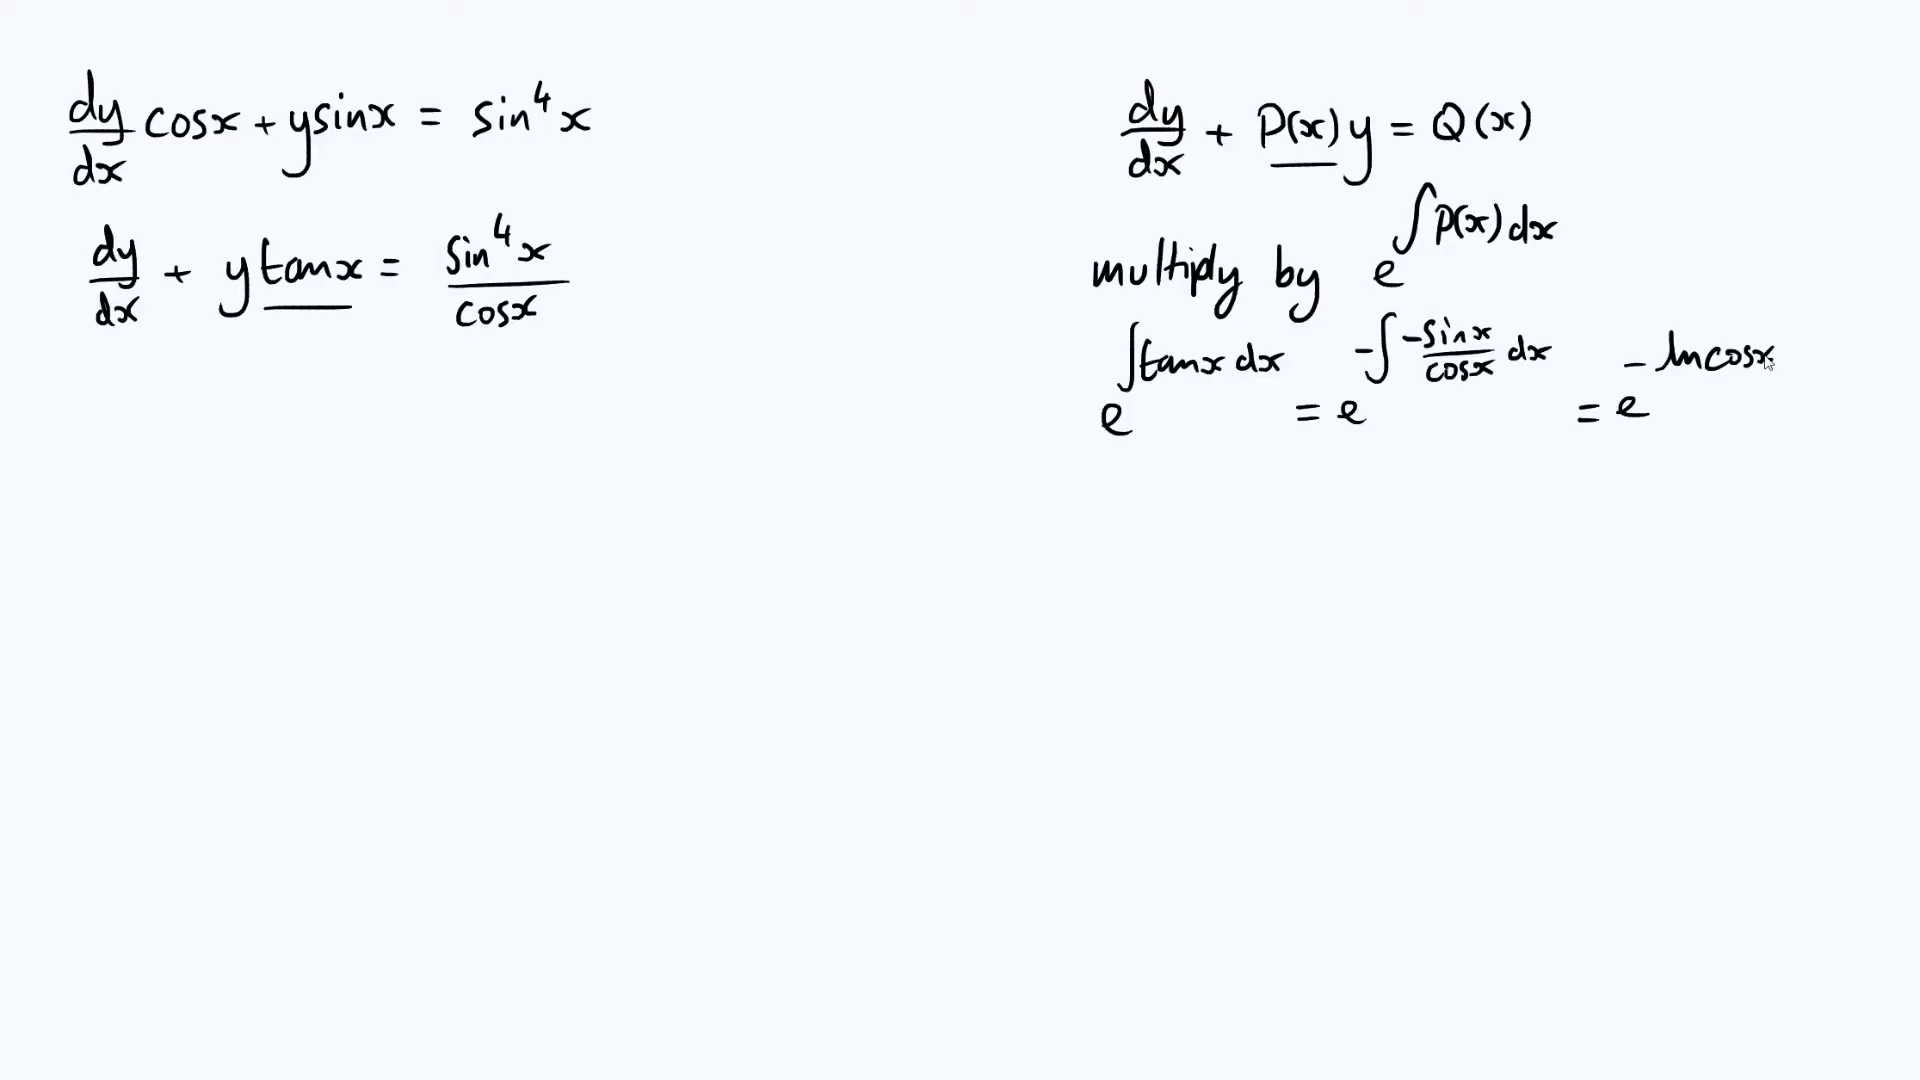 dy/dx cosx + ysinx = sin⁴x
dy/dx + y tanx = sin⁴x/cosx
dy/dx + P(x)y = Q(x)
multiply by e^∫P(x)dx
e^∫tanx dx = e^-∫-sinx/cosx dx = e^-lncosx